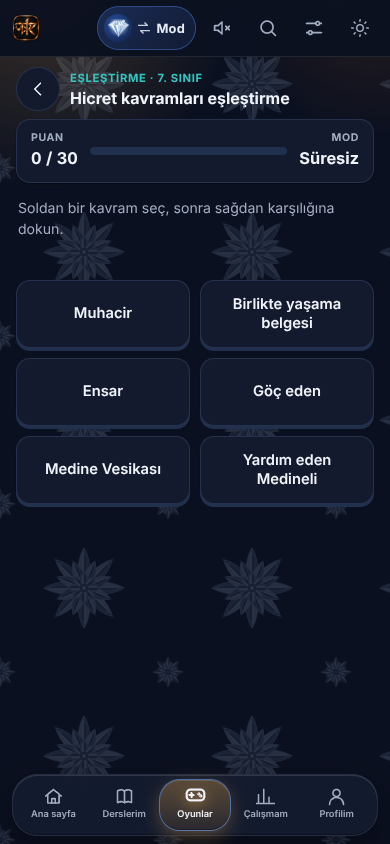 Mod
EŞLEŞTİRME · 7. SINIF
Hicret kavramları eşleştirme
PUAN
MOD
0 / 30
Süresiz
Soldan bir kavram seç, sonra sağdan karşılığına
dokun.
Muhacir
Birlikte yaşama
belgesi
Ensar
Göç eden
Medine Vesikası
Yardım eden
Medineli
Ana sayfa
Derslerim
Oyunlar
Çalışmam
Profilim